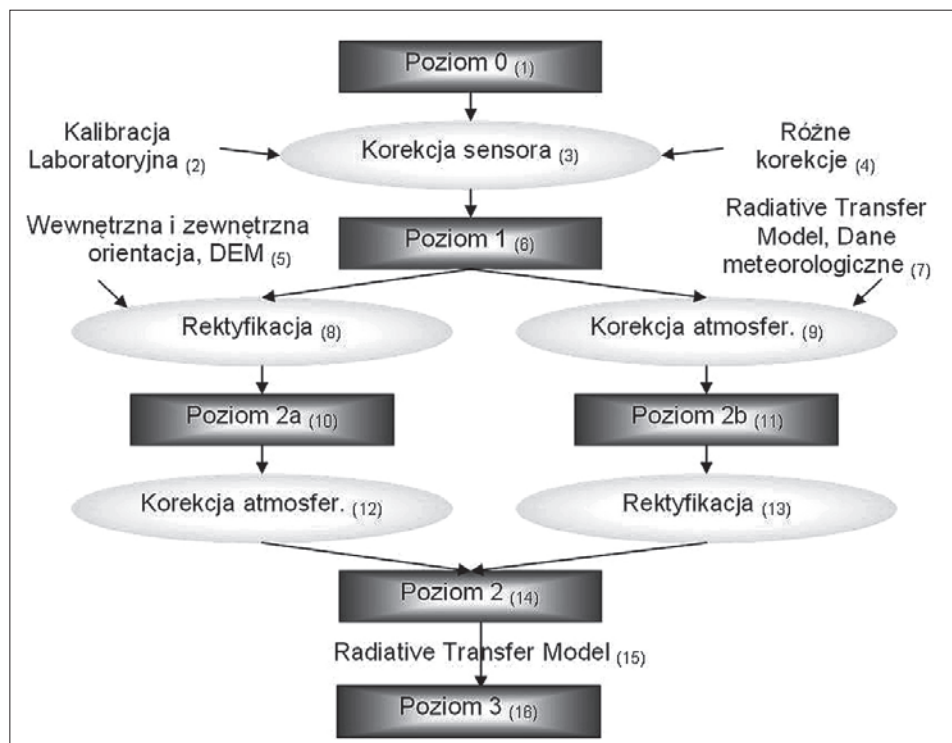 Poziom 0 (1)
Kalibracja
Laboratoryjna (2)
Korekcja sensora (3)
Różne
korekcje (4)
Wewnętrzna i zewnętrzna
orientacja, DEM (5)
Poziom 1 (6)
Radiative Transfer
Model, Dane
meteorologiczne (7)
Rektyfikacja (8)
Korekcja atmosfer. (9)
Poziom 2a (10)
Poziom 2b (11)
Korekcja atmosfer. (12)
Rektyfikacja (13)
Poziom 2 (14)
Radiative Transfer Model (15)
Poziom 3 (16)